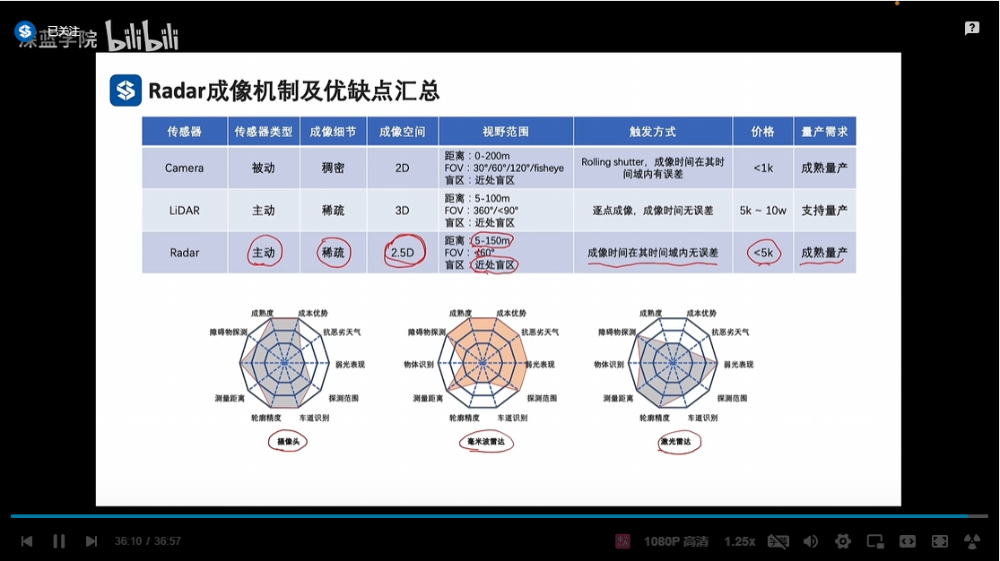 已关注
深蓝学院 bilibili
Radar成像机制及优缺点汇总
传感器 传感器类型 成像细节 成像空间 视野范围 触发方式 价格 量产需求
Camera 被动 稠密 2D
距离：0-200m
FOV：30°/60°/120°/fisheye
盲区：近处盲区
Rolling shutter，成像时间在其时
间域内有误差
<1k 成熟量产
LiDAR 主动 稀疏 3D
距离：5-100m
FOV：360°/<90°
盲区：近处盲区
逐点成像，成像时间无误差
5k ~ 10w 支持量产
Radar 主动 稀疏 2.5D
距离：5-150m
FOV：<60°
盲区：近处盲区
成像时间在其时间域内无误差
<5k 成熟量产
成熟度 成本优势
障碍物探测 抗恶劣天气
弱光表现
测量距离 探测范围
轮廓精度 车道识别
摄像头
成熟度 成本优势
障碍物探测 抗恶劣天气
物体识别 弱光表现
测量距离 探测范围
轮廓精度 车道识别
毫米波雷达
成熟度 成本优势
障碍物探测 抗恶劣天气
物体识别 弱光表现
测量距离 探测范围
轮廓精度 车道识别
激光雷达
36:10 / 36:57 1080P 高清 1.25x